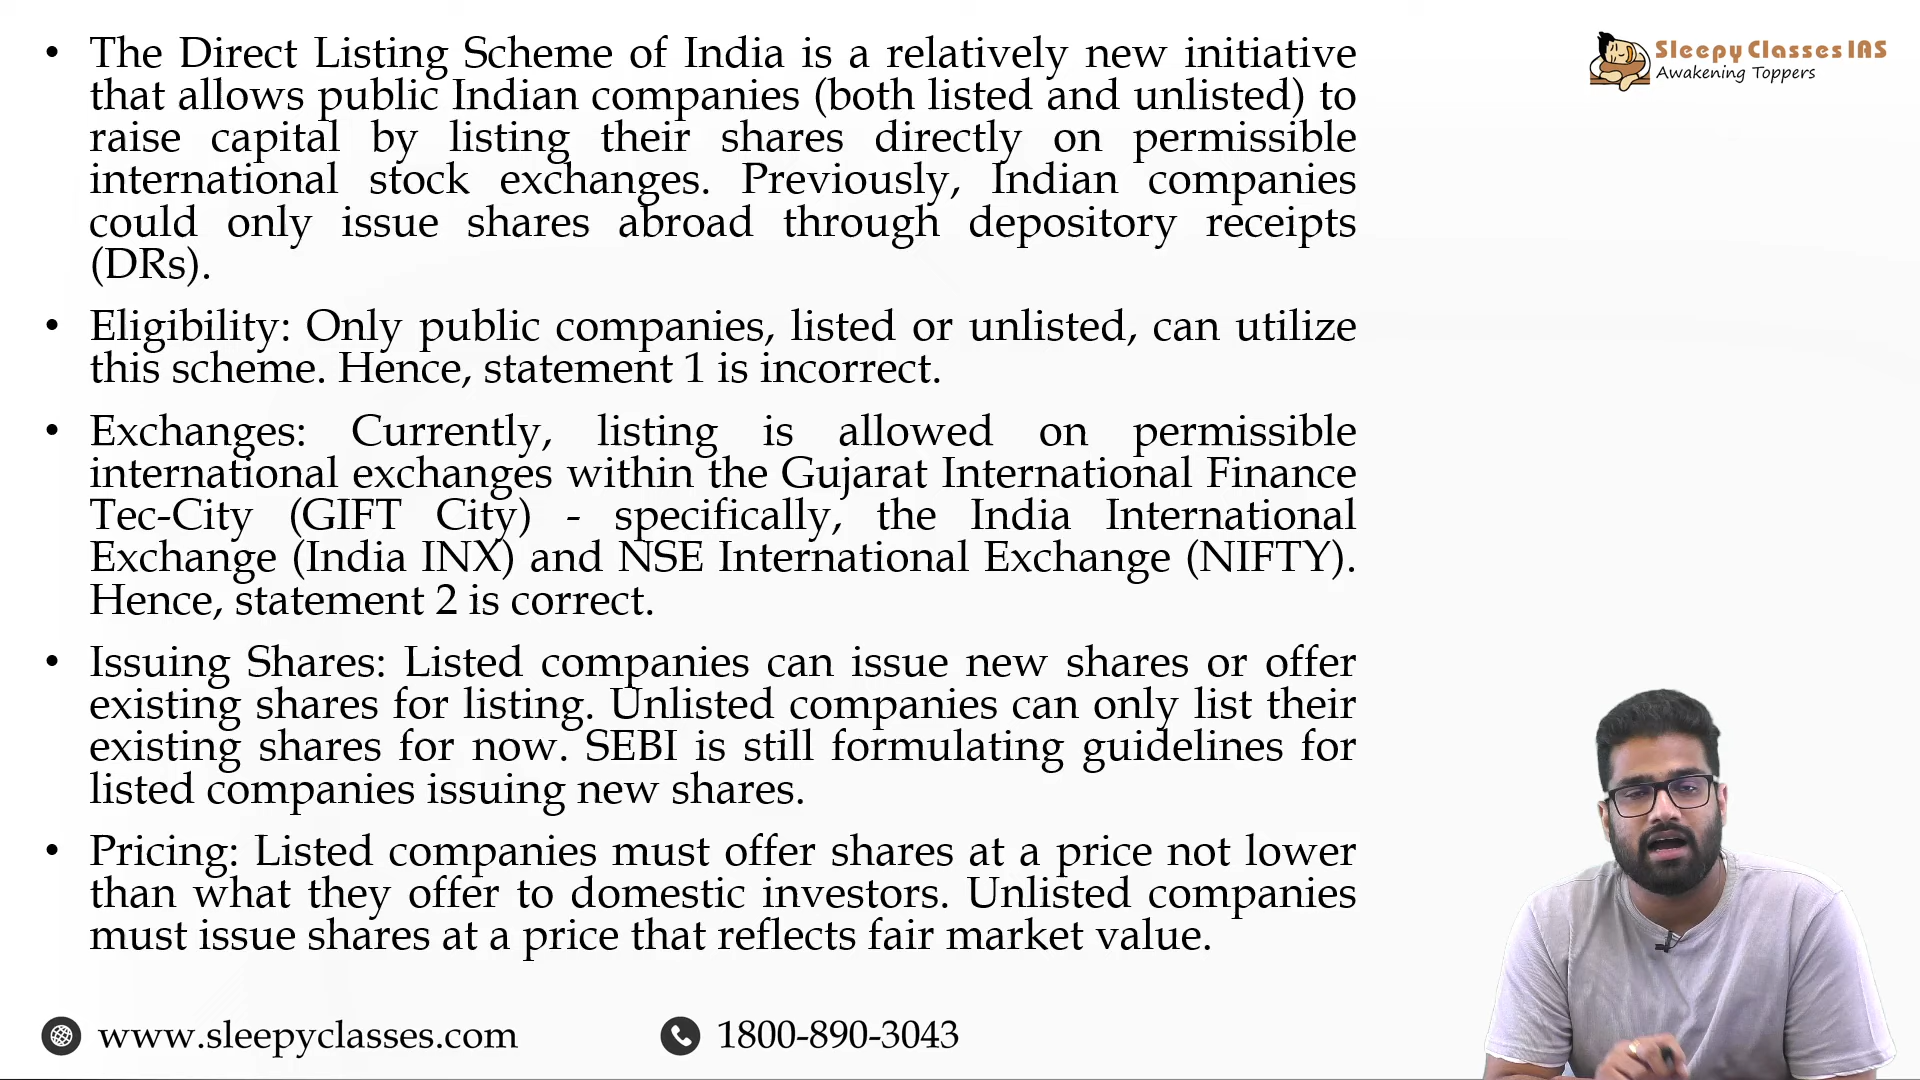 • The Direct Listing Scheme of India is a relatively new initiative
that allows public Indian companies (both listed and unlisted) to
raise capital by listing their shares directly on permissible
international stock exchanges. Previously, Indian companies
could only issue shares abroad through depository receipts
(DRs).
• Eligibility: Only public companies, listed or unlisted, can utilize
this scheme. Hence, statement 1 is incorrect.
• Exchanges: Currently, listing is allowed on permissible
international exchanges within the Gujarat International Finance
Tec-City (GIFT City) - specifically, the India International
Exchange (India INX) and NSE International Exchange (NIFTY).
Hence, statement 2 is correct.
• Issuing Shares: Listed companies can issue new shares or offer
existing shares for listing. Unlisted companies can only list their
existing shares for now. SEBI is still formulating guidelines for
listed companies issuing new shares.
• Pricing: Listed companies must offer shares at a price not lower
than what they offer to domestic investors. Unlisted companies
must issue shares at a price that reflects fair market value.
Sleepy Classes IAS
Awakening Toppers
www.sleepyclasses.com
1800-890-3043